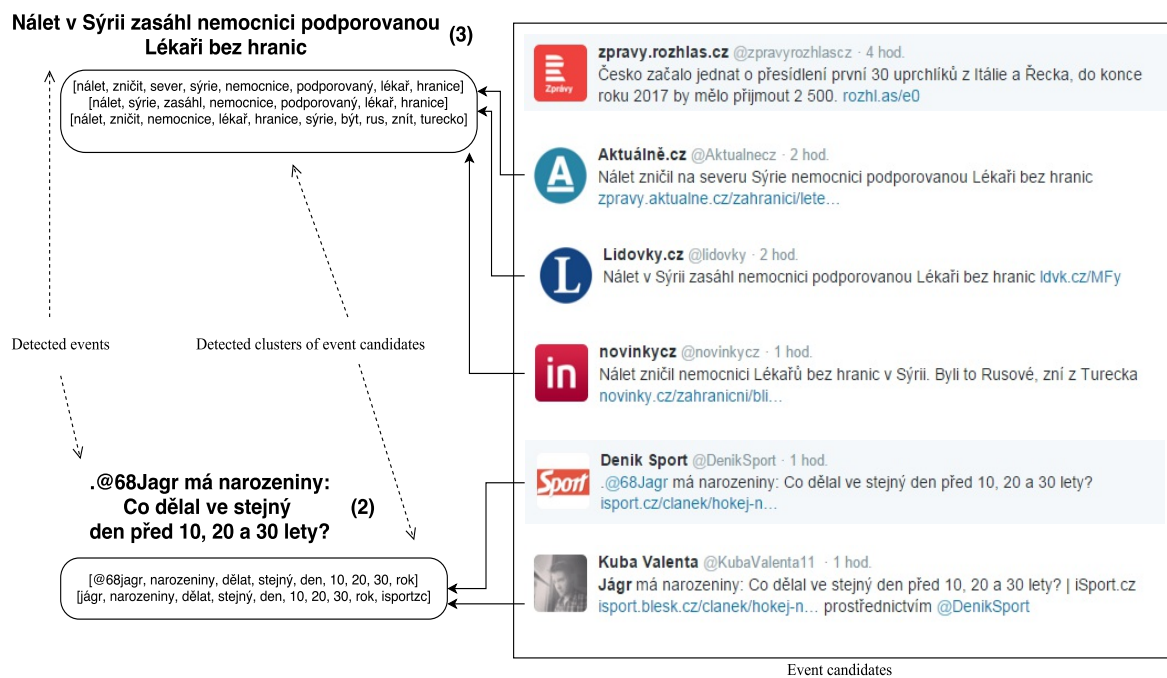 Nálet v Sýrii zasáhl nemocnici podporovanou
Lékaři bez hranic
(3)
[nálet, zničit, sever, sýrie, nemocnice, podporovaný, lékař, hranice]
[nálet, sýrie, zasáhl, nemocnice, podporovaný, lékař, hranice]
[nálet, zničit, nemocnice, lékař, hranice, sýrie, být, rus, znít, turecko]
Detected events
Detected clusters of event candidates
.@68Jagr má narozeniny:
Co dělal ve stejný
den před 10, 20 a 30 lety?
(2)
[@68jagr, narozeniny, dělat, stejný, den, 10, 20, 30, rok]
[jágr, narozeniny, dělat, stejný, den, 10, 20, 30, rok, isportzc]
Zprávy
zpravy.rozhlas.cz @zpravyrozhlascz · 4 hod.
Česko začalo jednat o přesídlení první 30 uprchlíků z Itálie a Řecka, do konce
roku 2017 by mělo přijmout 2 500. rozhl.as/e0
A
Aktuálně.cz @Aktualnecz · 2 hod.
Nálet zničil na severu Sýrie nemocnici podporovanou Lékaři bez hranic
zpravy.aktualne.cz/zahranici/lete…
L
Lidovky.cz @lidovky · 2 hod.
Nálet v Sýrii zasáhl nemocnici podporovanou Lékaři bez hranic ldvk.cz/MFy
in
novinkycz @novinkycz · 1 hod.
Nálet zničil nemocnici Lékařů bez hranic v Sýrii. Byli to Rusové, zní z Turecka
novinky.cz/zahranicni/bli…
Sport
Deník Sport @DenikSport · 1 hod.
.@68Jagr má narozeniny: Co dělal ve stejný den před 10, 20 a 30 lety?
isport.cz/clanek/hokej-n…
Kuba Valenta @KubaValenta11 · 1 hod.
Jágr má narozeniny: Co dělal ve stejný den před 10, 20 a 30 lety? | iSport.cz
isport.blesk.cz/clanek/hokej-n… prostřednictvím @DenikSport
Event candidates